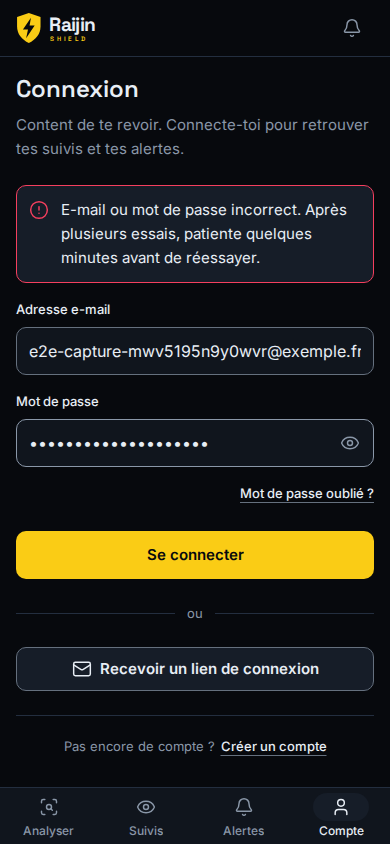 Raijin
SHIELD
Connexion
Content de te revoir. Connecte-toi pour retrouver
tes suivis et tes alertes.
E-mail ou mot de passe incorrect. Après
plusieurs essais, patiente quelques
minutes avant de réessayer.
Adresse e-mail
e2e-capture-mwv5195n9y0wvr@exemple.fr
Mot de passe
••••••••••••••••••••
Mot de passe oublié ?
Se connecter
ou
Recevoir un lien de connexion
Pas encore de compte ? Créer un compte
Analyser
Suivis
Alertes
Compte